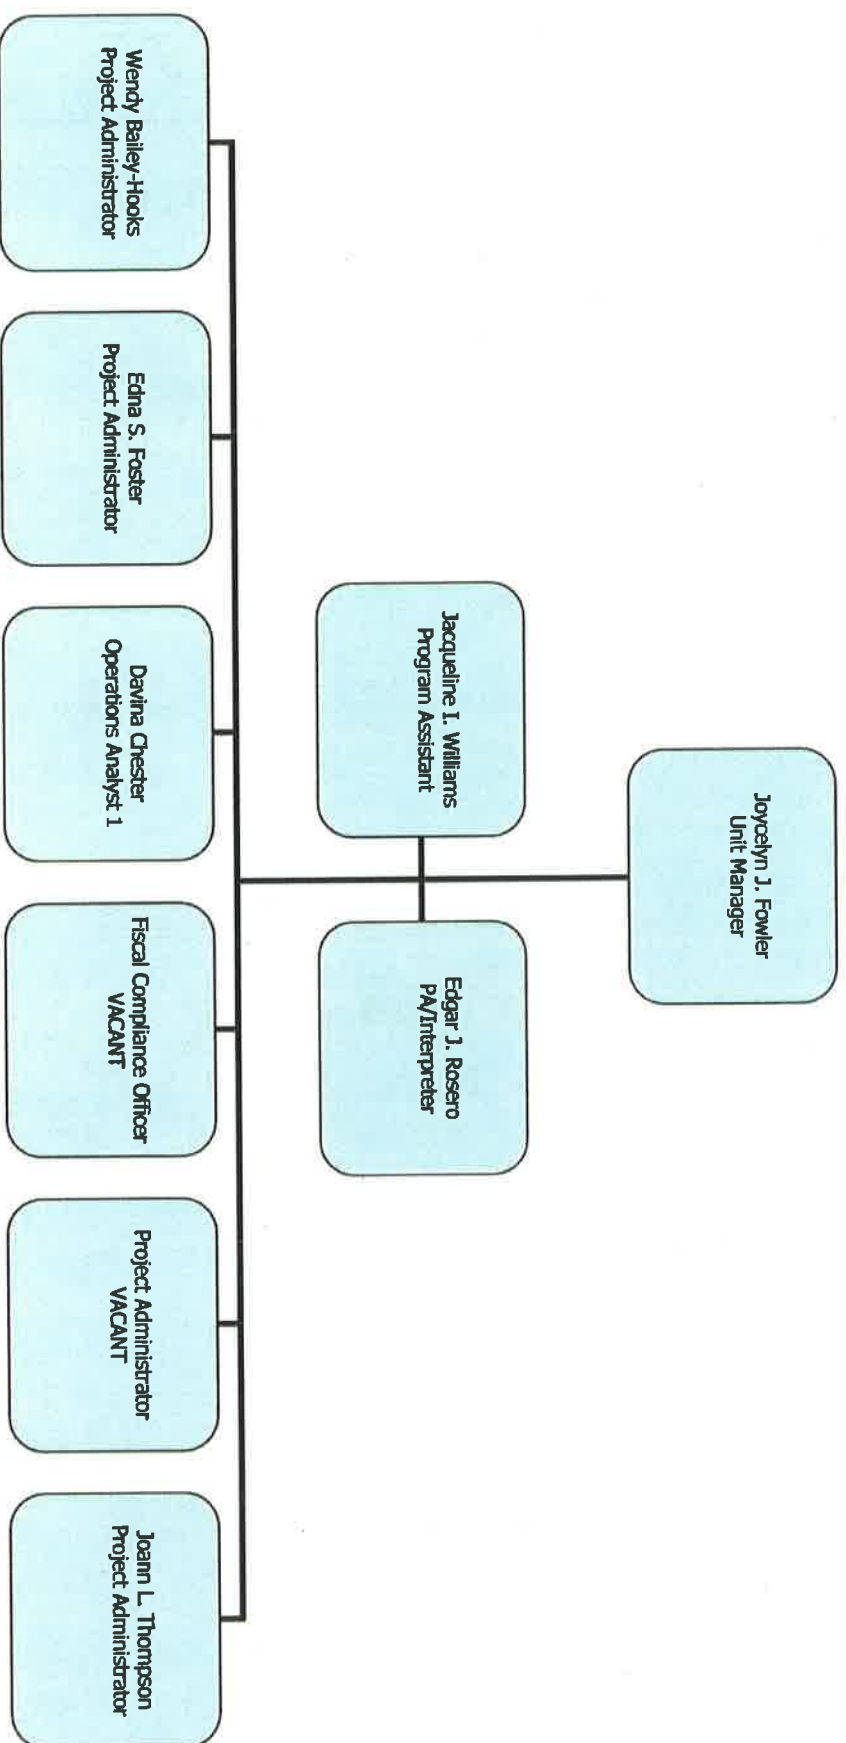 Joycelyn J. Fowler
Unit Manager
Jacqueline I. Williams
Program Assistant
Edgar J. Rosero
PA/Interpreter
Wendy Bailey-Hooks
Project Administrator
Edna S. Foster
Project Administrator
Davina Chester
Operations Analyst 1
Fiscal Compliance Officer
VACANT
Project Administrator
VACANT
Joann L. Thompson
Project Administrator